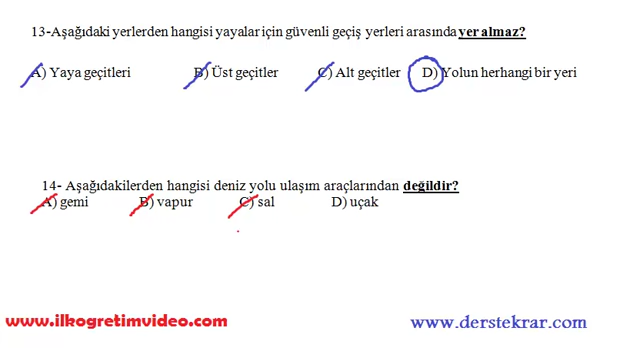 13-Aşağıdaki yerlerden hangisi yayalar için güvenli geçiş yerleri arasında yer almaz?
A) Yaya geçitleri B) Üst geçitler C) Alt geçitler D) Yolun herhangi bir yeri
14- Aşağıdakilerden hangisi deniz yolu ulaşım araçlarından değildir?
A) gemi B) vapur C) sal D) uçak
www.ilkogretimvideo.com www.derstekrar.com